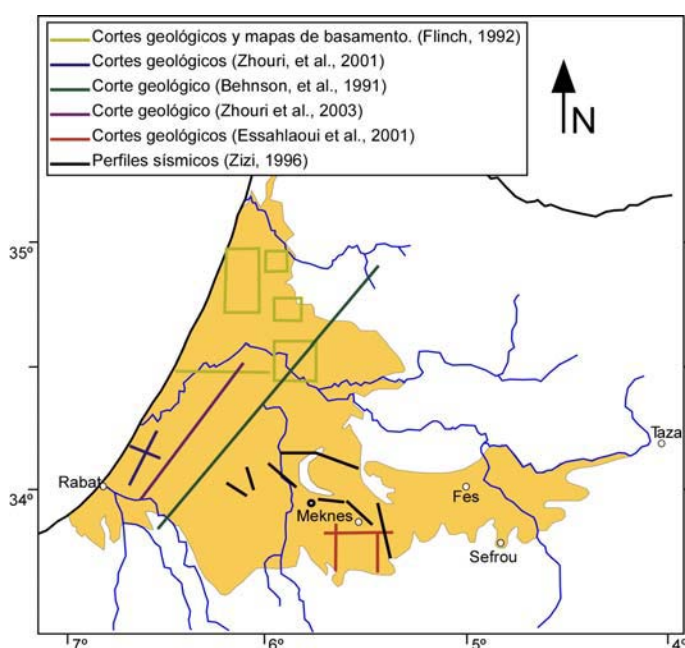 Cortes geológicos y mapas de basamento. (Flinch, 1992)
Cortes geológicos (Zhouri, et al., 2001)
Corte geológico (Behnson, et al., 1991)
Corte geológico (Zhouri et al., 2003)
Cortes geológicos (Essahlaoui et al., 2001)
Perfiles sísmicos (Zizi, 1996)
N
35º
Taza
34º
Rabat
Fes
Meknes
Sefrou
7º
6º
5º
4º